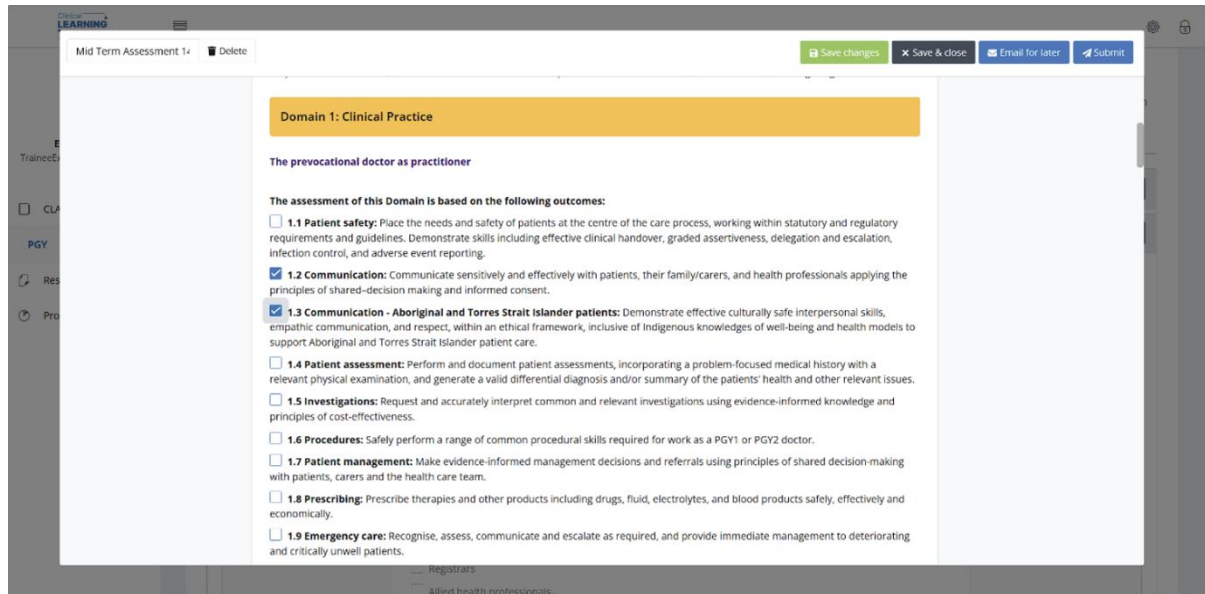 Clinical
LEARNING
Mid Term Assessment 14
Delete
Save changes
Save & close
Email for later
Submit
Domain 1: Clinical Practice
The prevocational doctor as practitioner
The assessment of this Domain is based on the following outcomes:
1.1 Patient safety: Place the needs and safety of patients at the centre of the care process, working within statutory and regulatory
requirements and guidelines. Demonstrate skills including effective clinical handover, graded assertiveness, delegation and escalation,
infection control, and adverse event reporting.
1.2 Communication: Communicate sensitively and effectively with patients, their family/carers, and health professionals applying the
principles of shared–decision making and informed consent.
1.3 Communication - Aboriginal and Torres Strait Islander patients: Demonstrate effective culturally safe interpersonal skills,
empathic communication, and respect, within an ethical framework, inclusive of Indigenous knowledges of well-being and health models to
support Aboriginal and Torres Strait Islander patient care.
1.4 Patient assessment: Perform and document patient assessments, incorporating a problem-focused medical history with a
relevant physical examination, and generate a valid differential diagnosis and/or summary of the patients' health and other relevant issues.
1.5 Investigations: Request and accurately interpret common and relevant investigations using evidence-informed knowledge and
principles of cost-effectiveness.
1.6 Procedures: Safely perform a range of common procedural skills required for work as a PGY1 or PGY2 doctor.
1.7 Patient management: Make evidence-informed management decisions and referrals using principles of shared decision-making
with patients, carers and the health care team.
1.8 Prescribing: Prescribe therapies and other products including drugs, fluid, electrolytes, and blood products safely, effectively and
economically.
1.9 Emergency care: Recognise, assess, communicate and escalate as required, and provide immediate management to deteriorating
and critically unwell patients.
E
TraineeEx
CLA
PGY
Res
Pro
Registrars
Allied health professionals